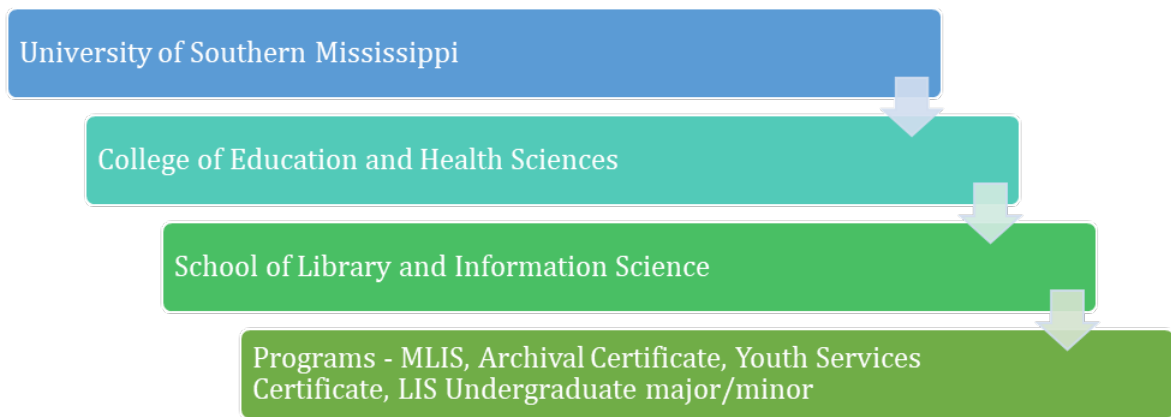 University of Southern Mississippi
College of Education and Health Sciences
School of Library and Information Science
Programs - MLIS, Archival Certificate, Youth Services
Certificate, LIS Undergraduate major/minor